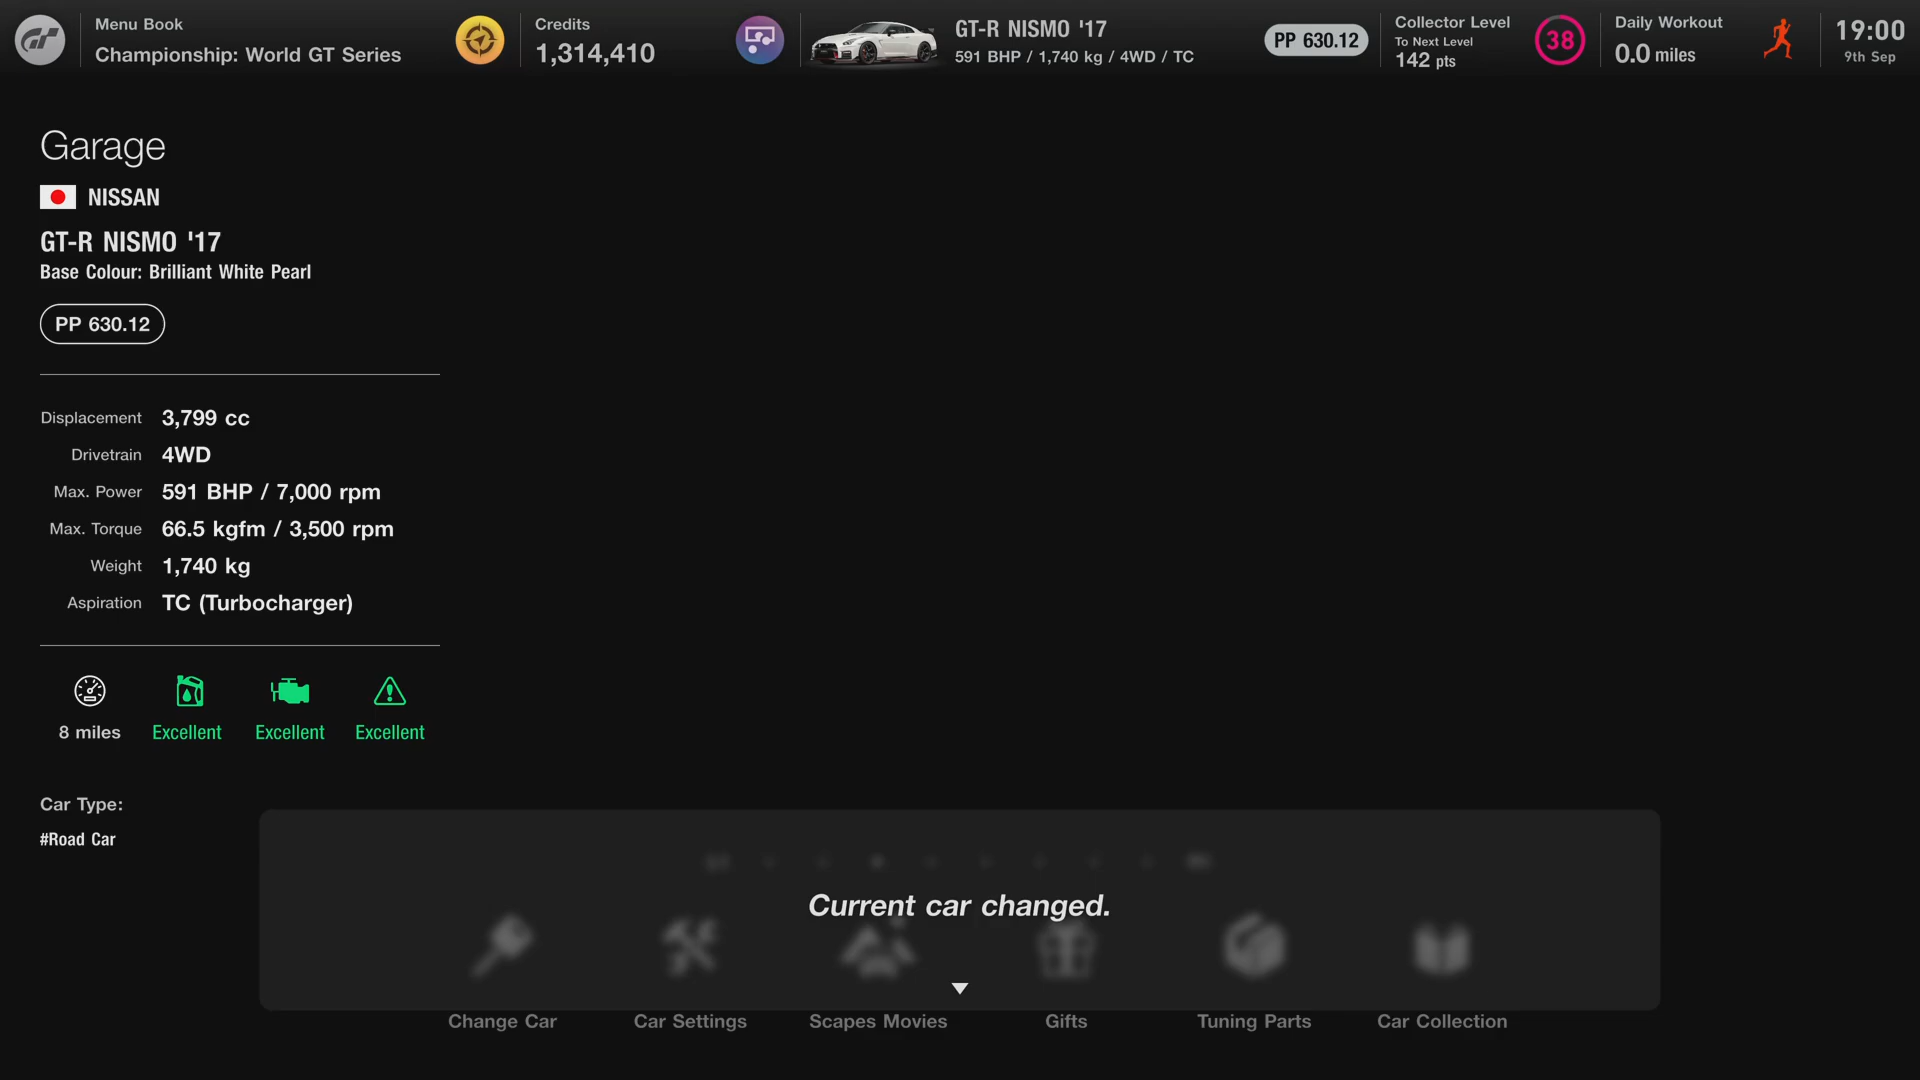 Menu Book
Championship: World GT Series
Credits
1,314,410
GT-R NISMO '17
591 BHP / 1,740 kg / 4WD / TC
PP 630.12
Collector Level
To Next Level
142 pts
38
Daily Workout
0.0 miles
19:00
9th Sep
Garage
NISSAN
GT-R NISMO '17
Base Colour: Brilliant White Pearl
PP 630.12
Displacement 3,799 cc
Drivetrain 4WD
Max. Power 591 BHP / 7,000 rpm
Max. Torque 66.5 kgfm / 3,500 rpm
Weight 1,740 kg
Aspiration TC (Turbocharger)
8 miles Excellent Excellent Excellent
Car Type:
#Road Car
Current car changed.
Change Car Car Settings Scapes Movies Gifts Tuning Parts Car Collection